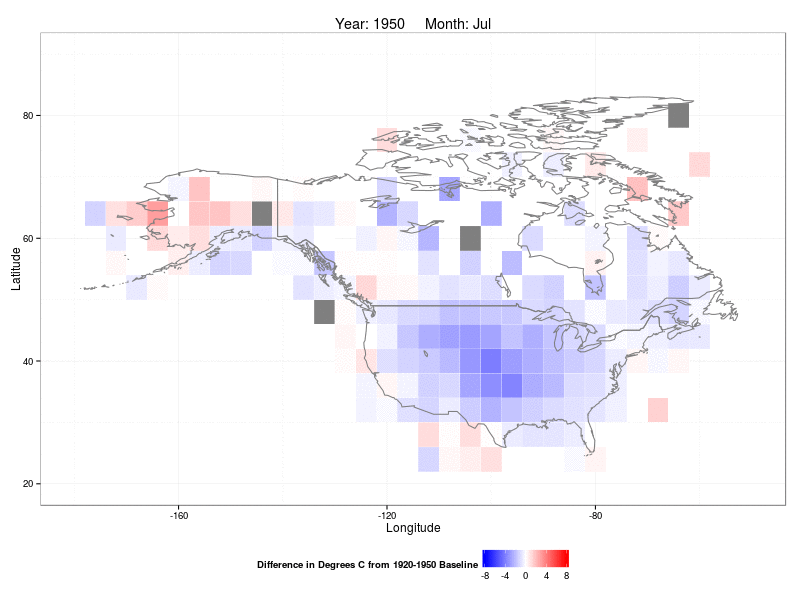 Year: 1950 Month: Jul
80
60
40
20
Latitude
-160 -120 -80
Longitude
Difference in Degrees C from 1920-1950 Baseline
-8 -4 0 4 8